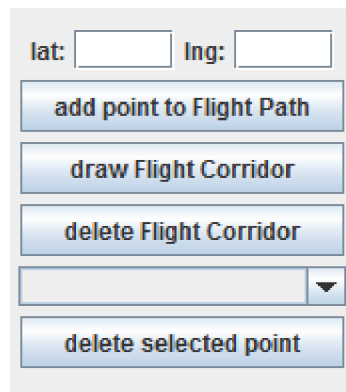 lat: lng:
add point to Flight Path
draw Flight Corridor
delete Flight Corridor
delete selected point